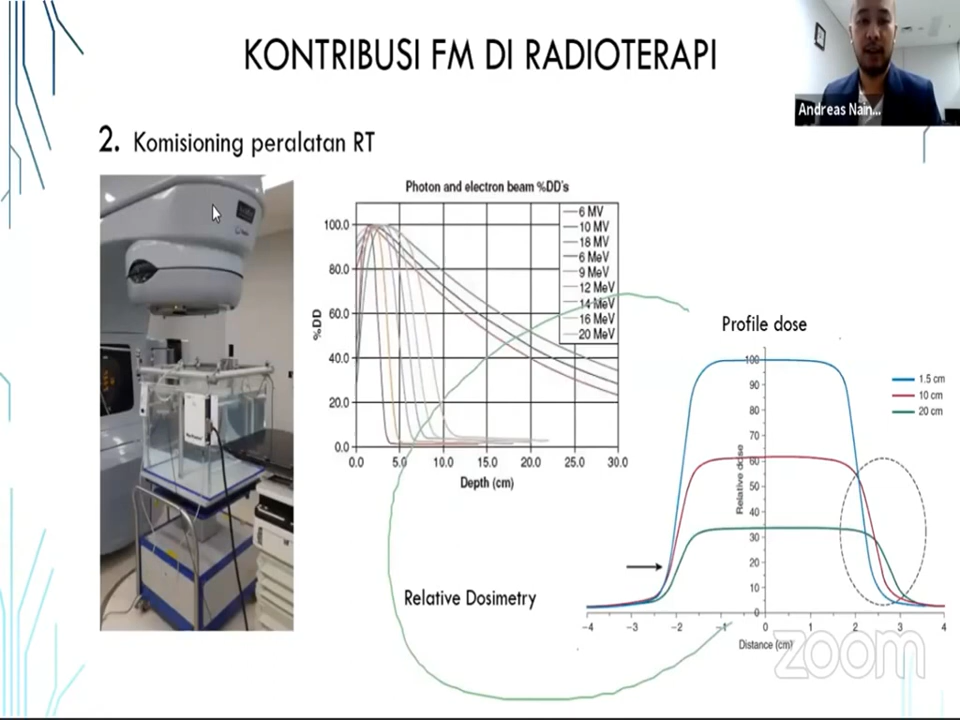 KONTRIBUSI FM DI RADIOTERAPI
Andreas Nain...
2. Komisioning peralatan RT
Photon and electron beam %DD's
6 MV
10 MV
18 MV
6 MeV
9 MeV
12 MeV
14 MeV
16 MeV
20 MeV
100.0
80.0
60.0
40.0
20.0
0.0
%DD
0.0 5.0 10.0 15.0 20.0 25.0 30.0
Depth (cm)
Profile dose
100
90
80
70
60
50
40
30
20
10
0
Relative dose
1.5 cm
10 cm
20 cm
−4 −3 −2 −1 0 1 2 3 4
Distance (cm)
Relative Dosimetry
zoom